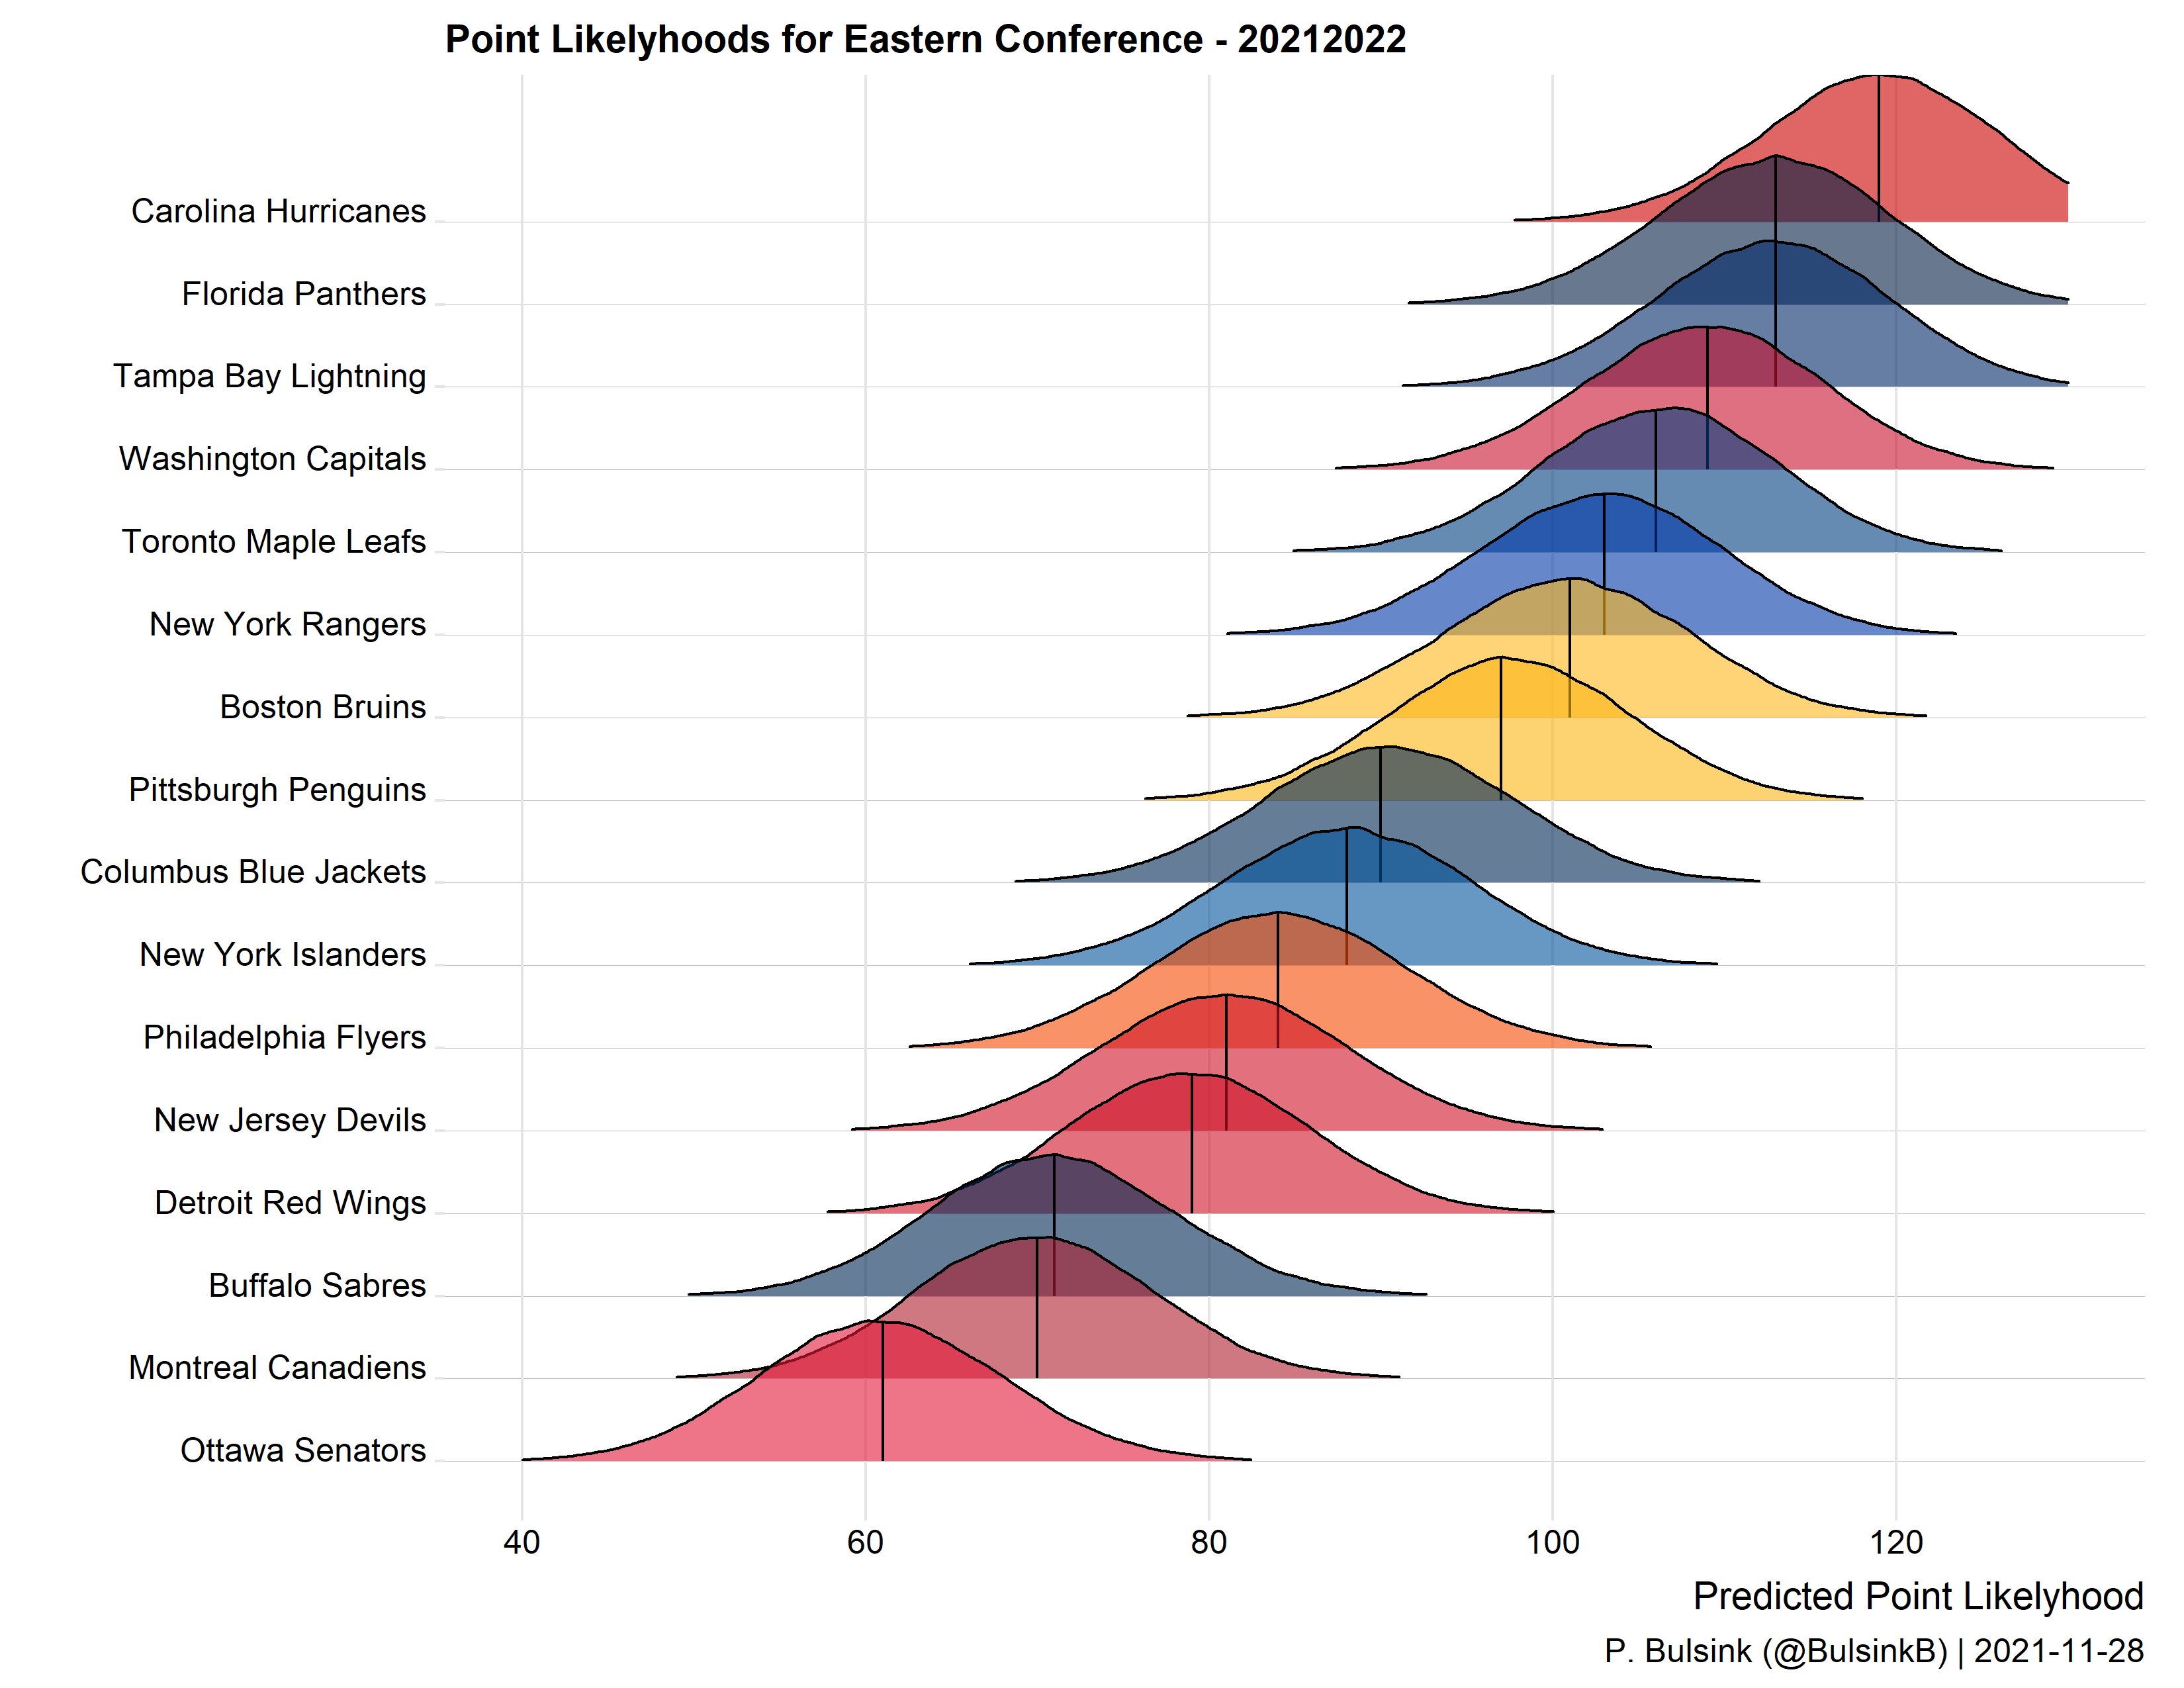 Point Likelyhoods for Eastern Conference - 20212022
Carolina Hurricanes
Florida Panthers
Tampa Bay Lightning
Washington Capitals
Toronto Maple Leafs
New York Rangers
Boston Bruins
Pittsburgh Penguins
Columbus Blue Jackets
New York Islanders
Philadelphia Flyers
New Jersey Devils
Detroit Red Wings
Buffalo Sabres
Montreal Canadiens
Ottawa Senators
40 60 80 100 120
Predicted Point Likelyhood
P. Bulsink (@BulsinkB) | 2021-11-28